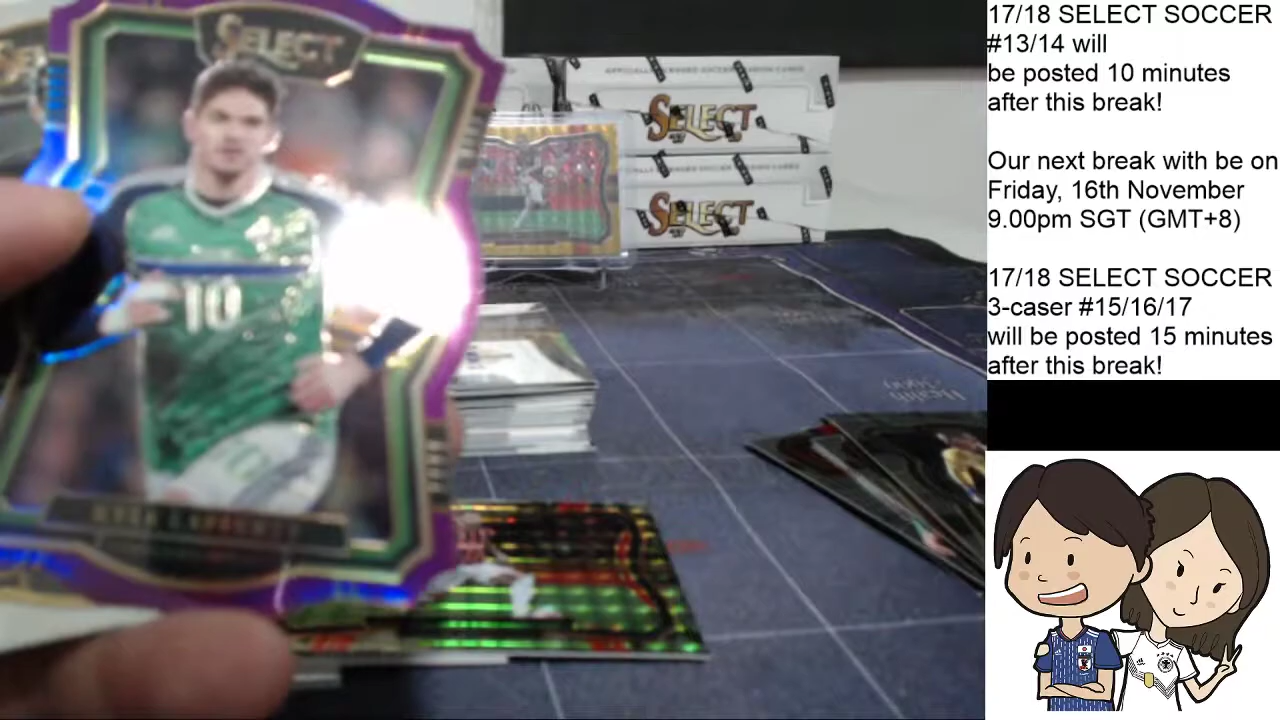 SELECT
10
SELECT
SELECT
17/18 SELECT SOCCER
#13/14 will
be posted 10 minutes
after this break!
Our next break with be on
Friday, 16th November
9.00pm SGT (GMT+8)
17/18 SELECT SOCCER
3-caser #15/16/17
will be posted 15 minutes
after this break!